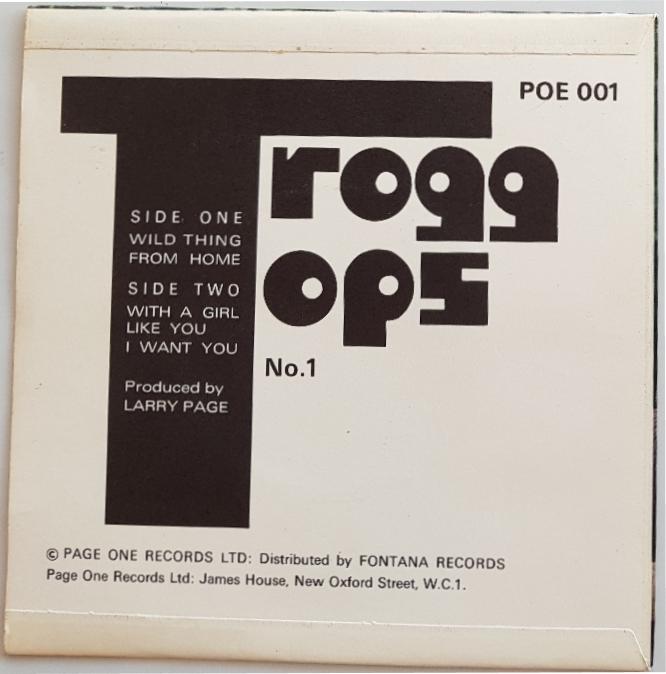 POE 001
Trogg
Tops
No.1
SIDE ONE
WILD THING
FROM HOME
SIDE TWO
WITH A GIRL
LIKE YOU
I WANT YOU
Produced by
LARRY PAGE
© PAGE ONE RECORDS LTD: Distributed by FONTANA RECORDS
Page One Records Ltd: James House, New Oxford Street, W.C.1.